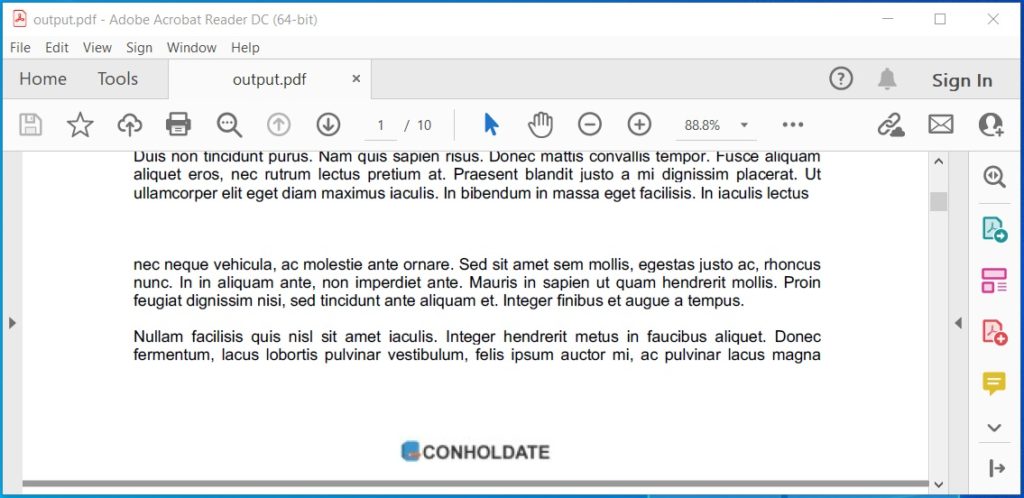 output.pdf - Adobe Acrobat Reader DC (64-bit)
File Edit View Sign Window Help
Home Tools output.pdf × ? Sign In
1 / 10 88.8%
Duis non tincidunt purus. Nam quis sapien risus. Donec mattis convallis tempor. Fusce aliquam
aliquet eros, nec rutrum lectus pretium at. Praesent blandit justo a mi dignissim placerat. Ut
ullamcorper elit eget diam maximus iaculis. In bibendum in massa eget facilisis. In iaculis lectus
nec neque vehicula, ac molestie ante ornare. Sed sit amet sem mollis, egestas justo ac, rhoncus
nunc. In in aliquam ante, non imperdiet ante. Mauris in sapien ut quam hendrerit mollis. Proin
feugiat dignissim nisi, sed tincidunt ante aliquam et. Integer finibus et augue a tempus.
Nullam facilisis quis nisl sit amet iaculis. Integer hendrerit metus in faucibus aliquet. Donec
fermentum, lacus lobortis pulvinar vestibulum, felis ipsum auctor mi, ac pulvinar lacus magna
CONHOLDATE